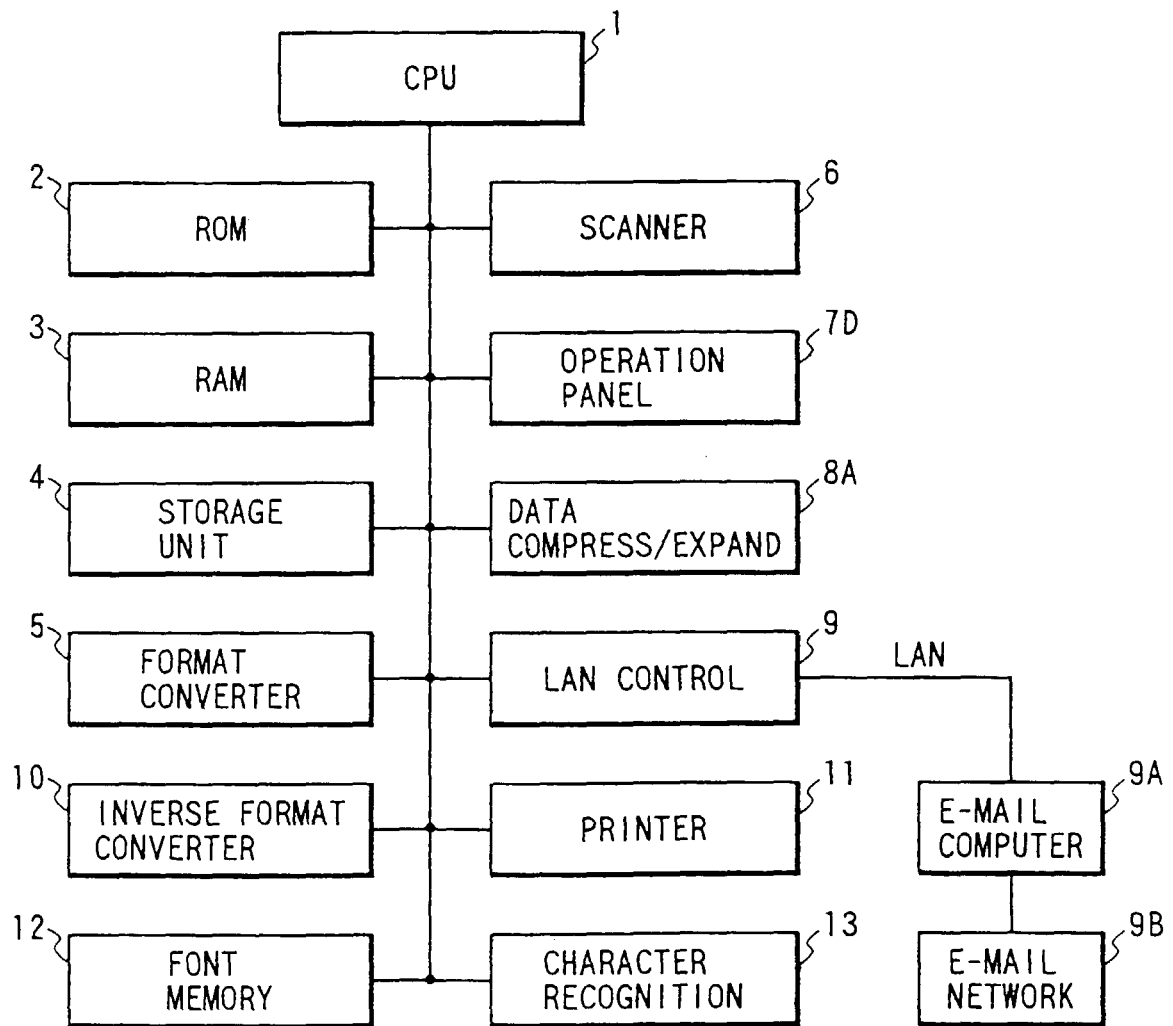 1
CPU
2
ROM
6
SCANNER
3
RAM
7D
OPERATION
PANEL
4
STORAGE
UNIT
8A
DATA
COMPRESS/EXPAND
5
FORMAT
CONVERTER
9
LAN CONTROL
LAN
10
INVERSE FORMAT
CONVERTER
11
PRINTER
9A
E-MAIL
COMPUTER
12
FONT
MEMORY
13
CHARACTER
RECOGNITION
9B
E-MAIL
NETWORK